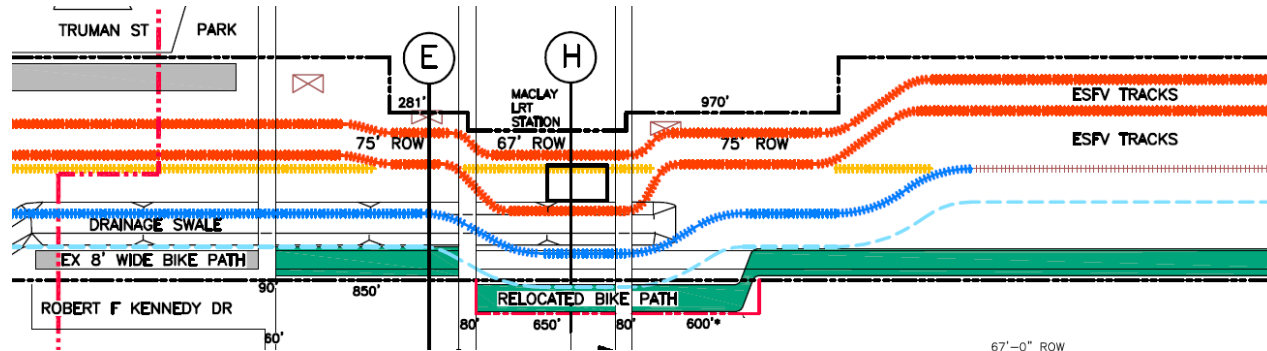 TRUMAN ST
PARK
E
H
281'
MACLAY
LRT
STATION
970'
ESFV TRACKS
75' ROW
67' ROW
75' ROW
ESFV TRACKS
DRAINAGE SWALE
EX 8' WIDE BIKE PATH
90'
850'
RELOCATED BIKE PATH
ROBERT F KENNEDY DR
60'
80'
650'
80'
600'*
67'-0" ROW